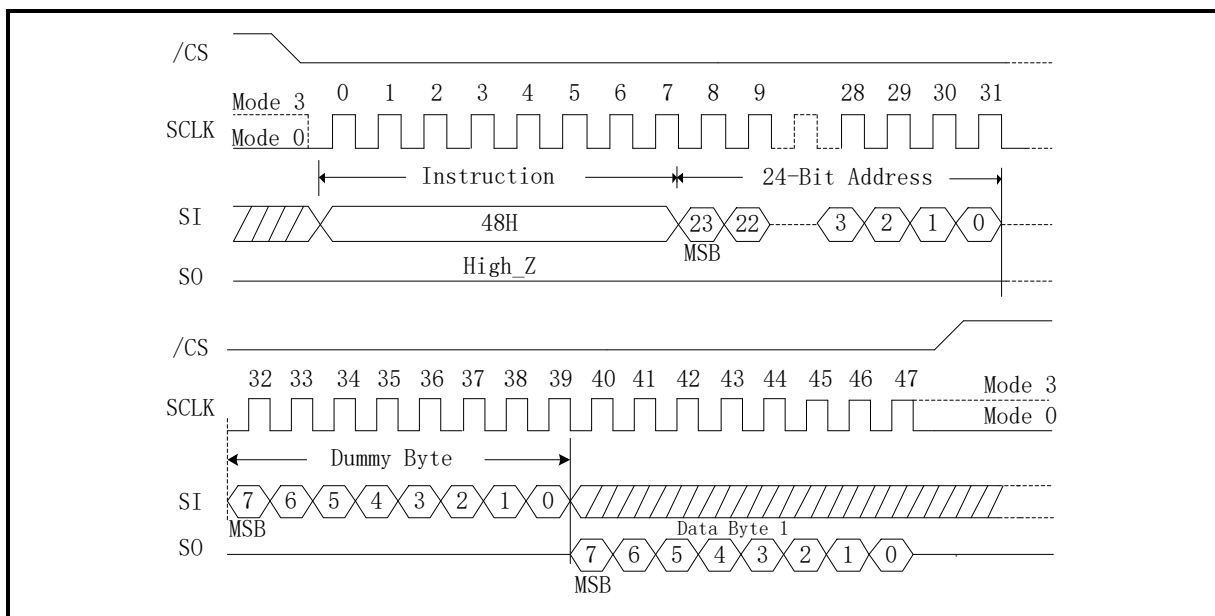 /CS
0 1 2 3 4 5 6 7 8 9 28 29 30 31
Mode 3
SCLK
Mode 0
Instruction 24-Bit Address
SI 48H 23 22 3 2 1 0
MSB
High_Z
SO
/CS
32 33 34 35 36 37 38 39 40 41 42 43 44 45 46 47
Mode 3
SCLK
Mode 0
Dummy Byte
SI 7 6 5 4 3 2 1 0
MSB Data Byte 1
SO 7 6 5 4 3 2 1 0
MSB